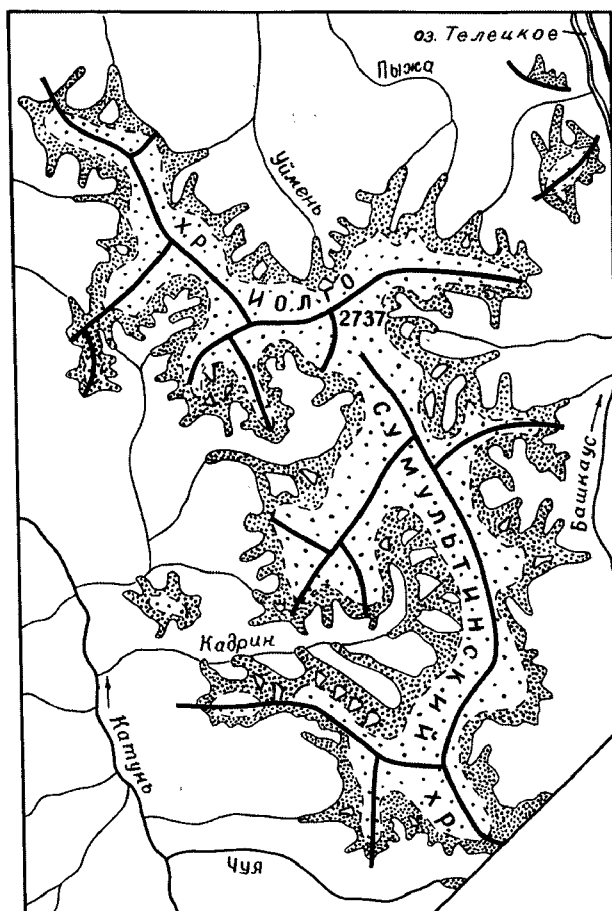 оз. Телецкое
Пыжа
Уймень
ХР. ИОЛГО
2737
СУМУЛЬТИНСКИЙ ХР.
Башкаус
Кадрин
Катунь
Чуя